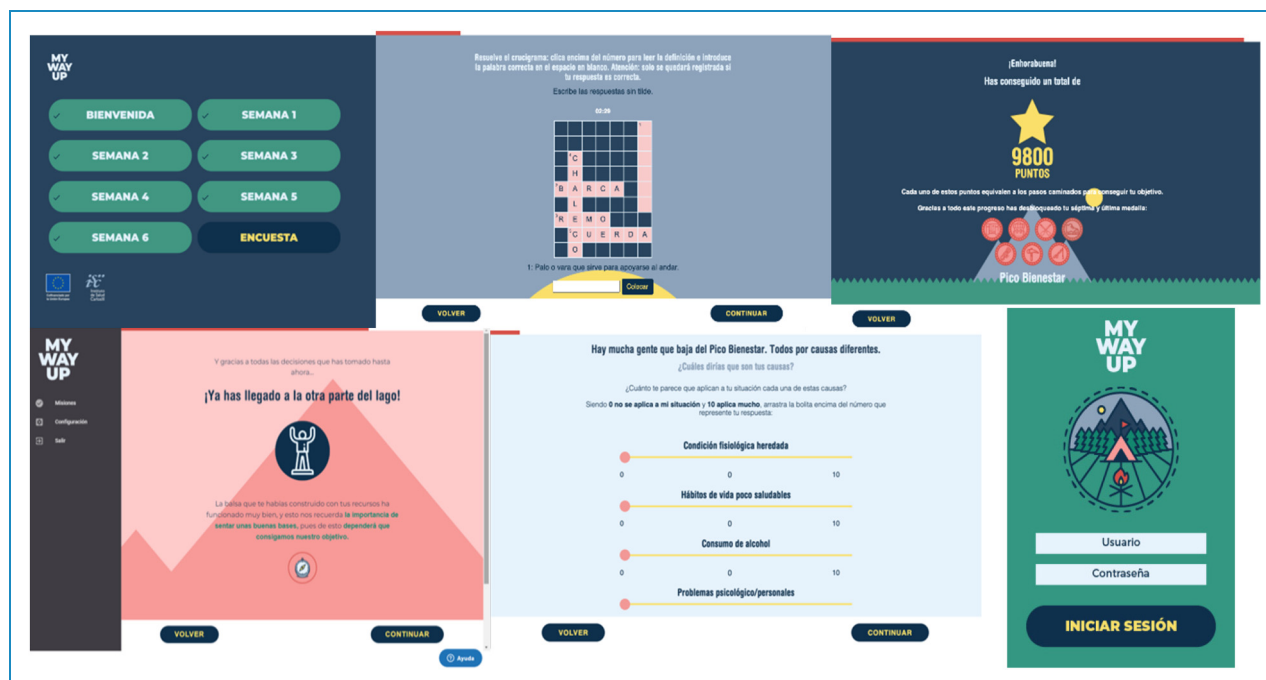 MY
WAY
UP
BIENVENIDA
SEMANA 1
SEMANA 2
SEMANA 3
SEMANA 4
SEMANA 5
SEMANA 6
ENCUESTA
Resuelve el crucigrama: clica encima del número para leer la definición e introduce
la palabra correcta en el espacio en blanco. Atención: solo se quedará registrada si
tu respuesta es correcta.
Escribe las respuestas sin tilde.
C
H
B A R C A
L
R E M O
C U E R D A
O
1: Palo o vara que sirve para apoyarse al andar.
Colocar
VOLVER
CONTINUAR
¡Enhorabuena!
Has conseguido un total de
9800
PUNTOS
Cada uno de estos puntos equivalen a los pasos caminados para conseguir tu objetivo.
Gracias a todo este progreso has desbloqueado tu séptima y última medalla:
Pico Bienestar
VOLVER
MY
WAY
UP
Misiones
Configuración
Salir
Y gracias a todas las decisiones que has tomado hasta
ahora...
¡Ya has llegado a la otra parte del lago!
La balsa que te habías construido con tus recursos ha
funcionado muy bien, y esto nos recuerda la importancia de
sentar unas buenas bases, pues de esto dependerá que
consigamos nuestro objetivo.
VOLVER
CONTINUAR
Ayuda
Hay mucha gente que baja del Pico Bienestar. Todos por causas diferentes.
¿Cuáles dirías que son tus causas?
¿Cuánto te parece que aplican a tu situación cada una de estas causas?
Siendo 0 no se aplica a mi situación y 10 aplica mucho, arrastra la bolita encima del número que
represente tu respuesta:
Condición fisiológica heredada
0 0 10
Hábitos de vida poco saludables
0 0 10
Consumo de alcohol
0 0 10
Problemas psicológico/personales
VOLVER
CONTINUAR
MY
WAY
UP
Usuario
Contraseña
INICIAR SESIÓN